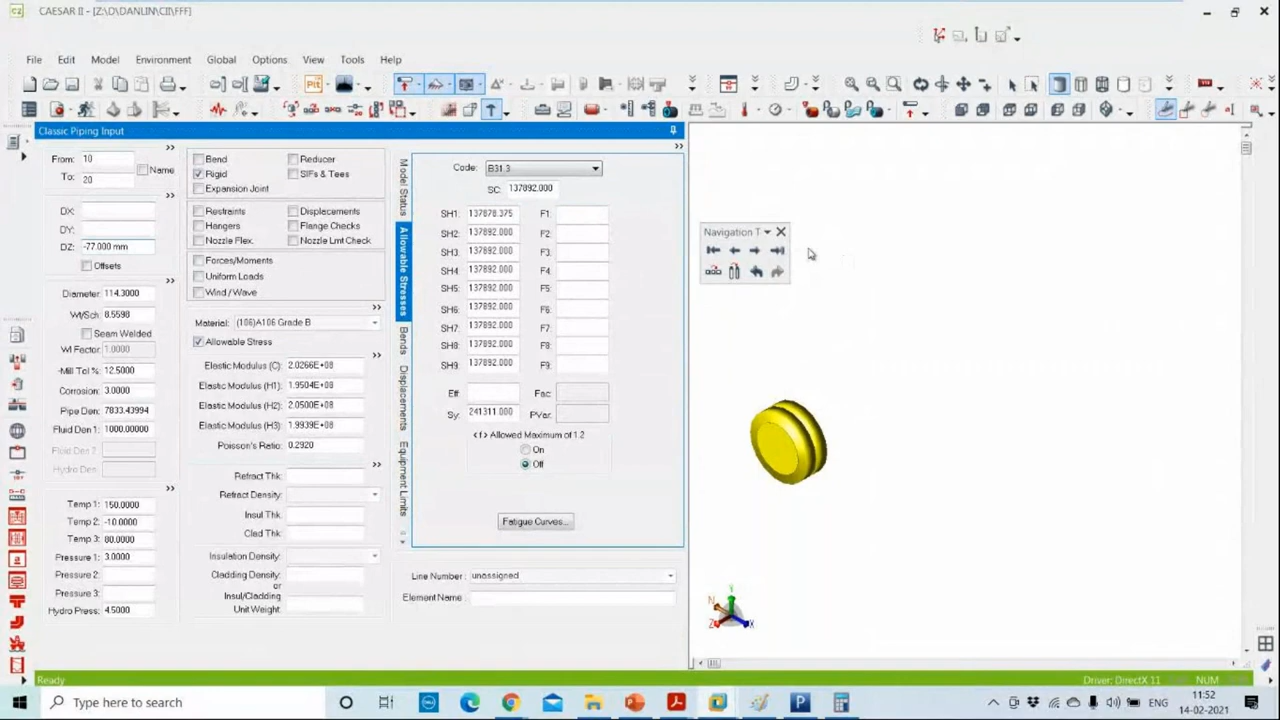 CAESAR II - [Z:\D\DANLIN\CII\FFF]
File Edit Model Environment Global Options View Tools Help
Classic Piping Input
From: 10
To: 20
Name
DX:
DY:
DZ: -77.000 mm
Offsets
Diameter: 114.3000
Wt/Sch: 8.5598
Seam Welded
Wl Factor: 1.0000
-Mill Tol %: 12.5000
Corrosion: 3.0000
Pipe Den: 7833.43994
Fluid Den 1: 1000.00000
Fluid Den 2:
Hydro Den:
Temp 1: 150.0000
Temp 2: -10.0000
Temp 3: 80.0000
Pressure 1: 3.0000
Pressure 2:
Pressure 3:
Hydro Press: 4.5000
Bend Reducer
Rigid SIFs & Tees
Expansion Joint
Restraints Displacements
Hangers Flange Checks
Nozzle Flex. Nozzle Lmt Check
Forces/Moments
Uniform Loads
Wind / Wave
Material: (106)A106 Grade B
Allowable Stress
Elastic Modulus (C): 2.0266E+08
Elastic Modulus (H1): 1.9504E+08
Elastic Modulus (H2): 2.0500E+08
Elastic Modulus (H3): 1.9939E+08
Poisson's Ratio: 0.2920
Refract Thk:
Refract Density:
Insul Thk:
Clad Thk:
Insulation Density:
Cladding Density:
or
Insul/Cladding
Unit Weight:
Model Status
Allowable Stresses
Bends
Displacements
Equipment Limits
Code: B31.3
SC: 137892.000
SH1: 137878.375 F1:
SH2: 137892.000 F2:
SH3: 137892.000 F3:
SH4: 137892.000 F4:
SH5: 137892.000 F5:
SH6: 137892.000 F6:
SH7: 137892.000 F7:
SH8: 137892.000 F8:
SH9: 137892.000 F9:
Eff: Fac:
Sy: 241311.000 PVar:
<f> Allowed Maximum of 1.2
On
Off
Fatigue Curves...
Line Number: unassigned
Element Name:
Navigation T
Y
N
Z X
Ready Driver: DirectX 11 NUM
Type here to search
ENG
11:52
14-02-2021